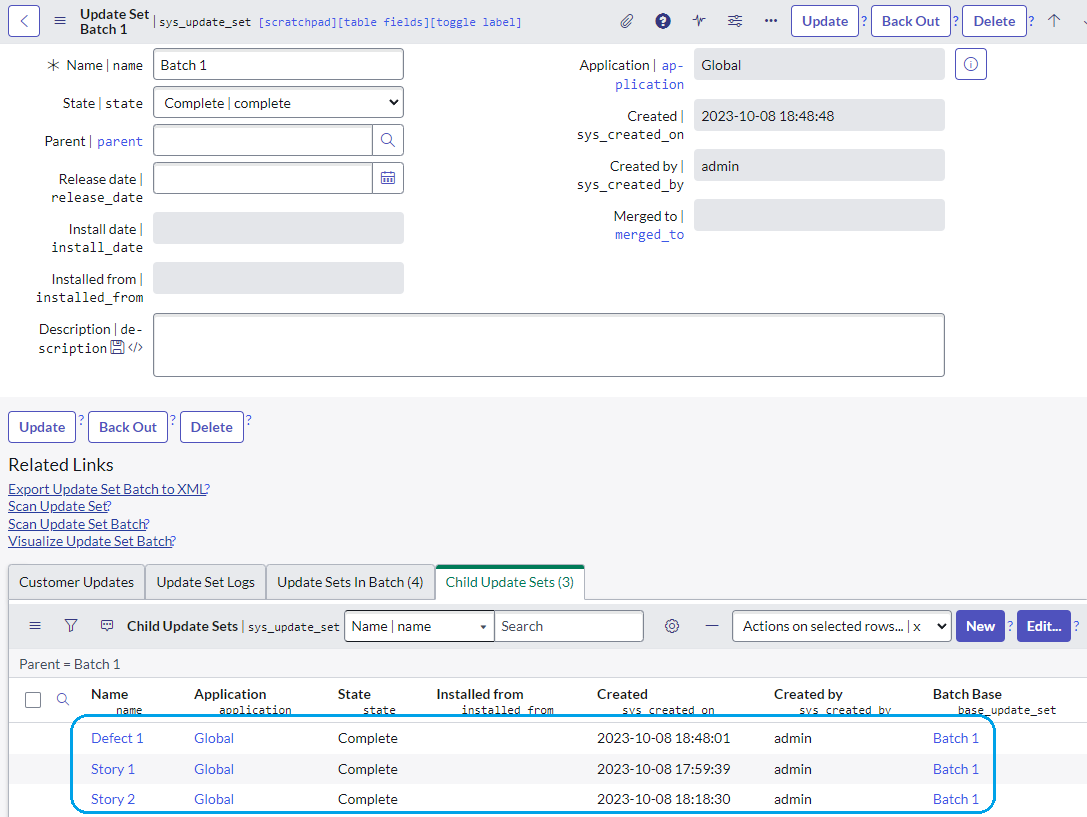 Update Set
Batch 1
sys_update_set [scratchpad][table fields][toggle label]
Update ? Back Out ? Delete ?
Name | name
Batch 1
State | state
Complete | complete
Parent | parent
Release date |
release_date
Install date |
install_date
Installed from |
installed_from
Description | de-
scription </>
Application | ap-
plication
Global
Created |
sys_created_on
2023-10-08 18:48:48
Created by |
sys_created_by
admin
Merged to |
merged_to
Update ? Back Out ? Delete ?
Related Links
Export Update Set Batch to XML?
Scan Update Set?
Scan Update Set Batch?
Visualize Update Set Batch?
Customer Updates Update Set Logs Update Sets In Batch (4) Child Update Sets (3)
Child Update Sets | sys_update_set Name | name Search Actions on selected rows... | x New ? Edit... ?
Parent = Batch 1
Name Application State Installed from Created Created by Batch Base
name application state installed_from sys_created_on sys_created_by base_update_set
Defect 1 Global Complete 2023-10-08 18:48:01 admin Batch 1
Story 1 Global Complete 2023-10-08 17:59:39 admin Batch 1
Story 2 Global Complete 2023-10-08 18:18:30 admin Batch 1